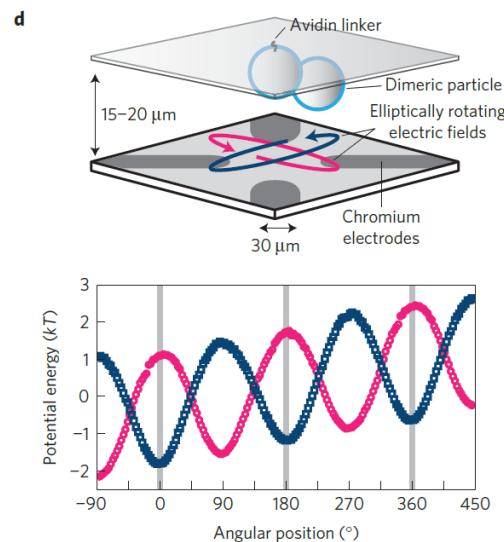 d
Avidin linker
Dimeric particle
15–20 μm
Elliptically rotating
electric fields
Chromium
electrodes
30 μm
3
2
1
0
−1
−2
Potential energy (kT)
−90 0 90 180 270 360 450
Angular position (°)